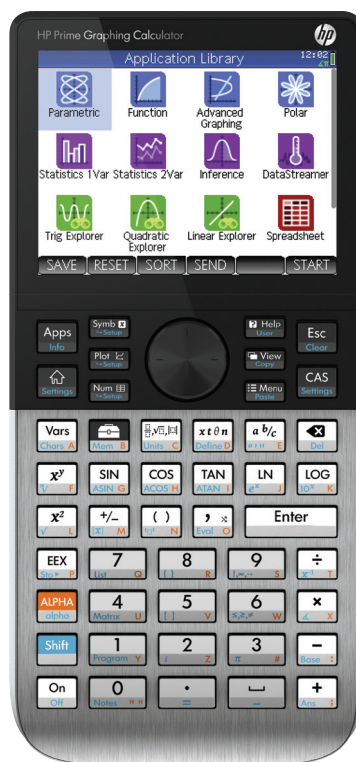 HP Prime Graphing Calculator
hp
Application Library
12:02
Parametric
Function
Advanced
Graphing
Polar
Statistics 1Var
Statistics 2Var
Inference
DataStreamer
Trig Explorer
Quadratic
Explorer
Linear Explorer
Spreadsheet
SAVE RESET SORT SEND START
Apps
Info
Symb
Setup
Help
User
Esc
Clear
Plot
Setup
View
Copy
Settings
Num
Setup
Menu
Paste
CAS
Settings
Vars
Chars A
Mem B
Units C
x t θ n
Define D
a b/c
E
Del
xʸ
F
SIN
ASIN G
COS
ACOS H
TAN
ATAN I
LN
eˣ J
LOG
10ˣ K
x²
√ L
+/-
|x| M
( )
N
,
Eval O
Enter
EEX
Sto ▸ P
7
List Q
8
{ } R
9
S
÷
x⁻¹ T
ALPHA
alpha
4
Matrix U
5
[ ] V
6
≤,≥,≠ W
×
∡ X
Shift
1
Program Y
2
i Z
3
π #
−
Base :
On
Off
0
Notes " "
.
=
_
+
Ans ;